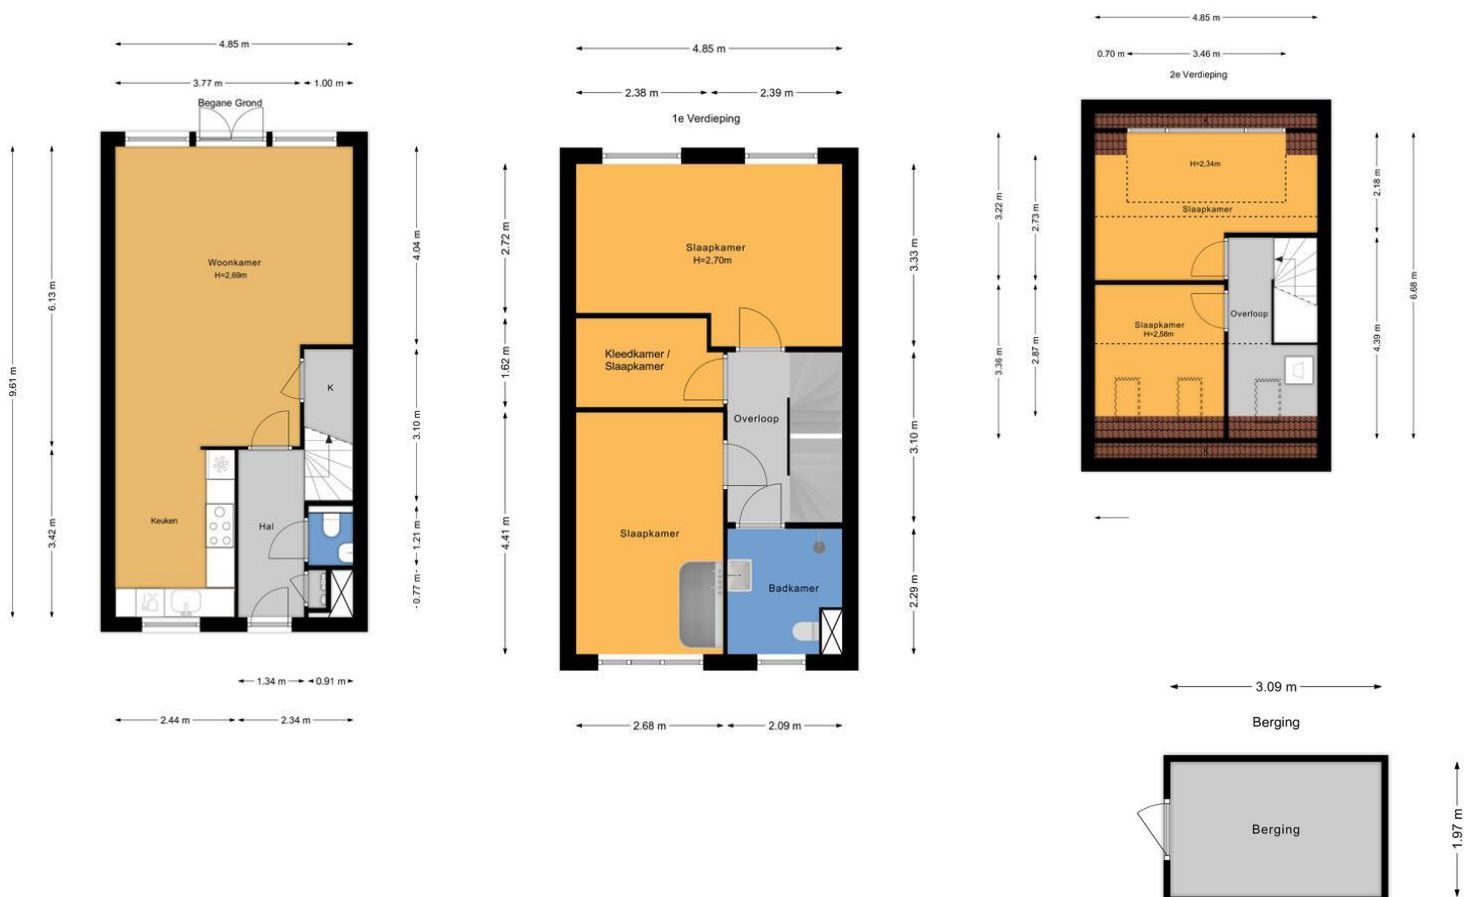 4.85 m
3.77 m
1.00 m
Begane Grond
9.61 m
6.13 m
3.42 m
Woonkamer
H=2,69m
K
Keuken
Hal
4.04 m
3.10 m
1.21 m
0.77 m
1.34 m
0.91 m
2.44 m
2.34 m
4.85 m
2.38 m
2.39 m
1e Verdieping
2.72 m
1.62 m
4.41 m
Slaapkamer
H=2,70m
Kleedkamer /
Slaapkamer
Overloop
Slaapkamer
Badkamer
3.33 m
3.10 m
2.29 m
2.68 m
2.09 m
4.85 m
0.70 m
3.46 m
2e Verdieping
K
H=2,34m
Slaapkamer
Slaapkamer
H=2,58m
Overloop
K
3.22 m
3.36 m
2.73 m
2.87 m
2.18 m
4.39 m
6.68 m
3.09 m
Berging
Berging
1.97 m